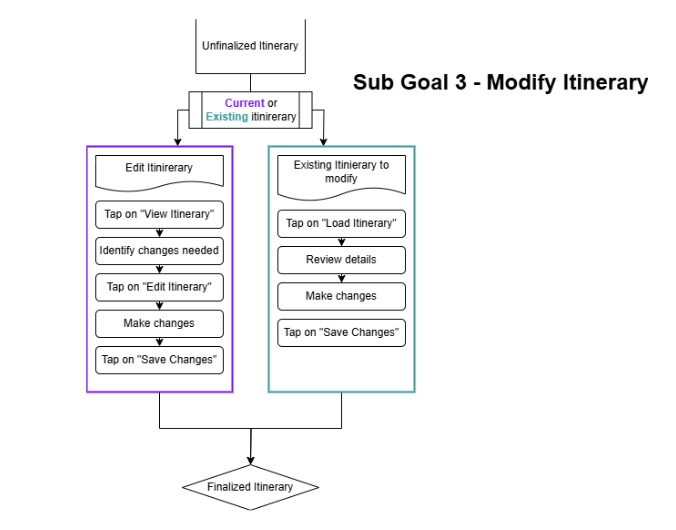 Unfinalized Itinerary
Sub Goal 3 - Modify Itinerary
Current or
Existing itinirerary
Edit Itinirerary
Tap on "View Itinerary"
Identify changes needed
Tap on "Edit Itinerary"
Make changes
Tap on "Save Changes"
Existing Itinierary to
modify
Tap on "Load Itinerary"
Review details
Make changes
Tap on "Save Changes"
Finalized Itinerary